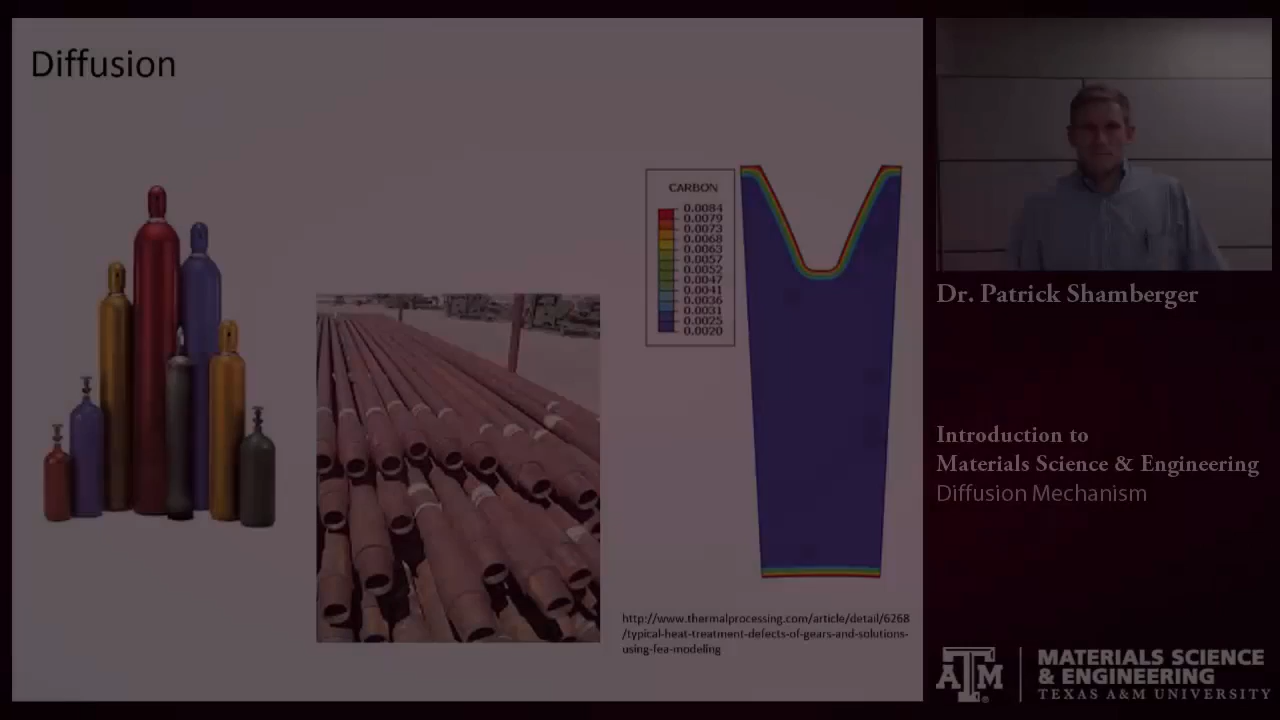 Diffusion
CARBON
0.0084
0.0079
0.0073
0.0068
0.0063
0.0057
0.0052
0.0047
0.0041
0.0036
0.0031
0.0025
0.0020
http://www.thermalprocessing.com/article/detail/6268
/typical-heat-treatment-defects-of-gears-and-solutions-
using-fea-modeling
Dr. Patrick Shamberger
Introduction to
Materials Science & Engineering
Diffusion Mechanism
ATM
MATERIALS SCIENCE
& ENGINEERING
TEXAS A&M UNIVERSITY